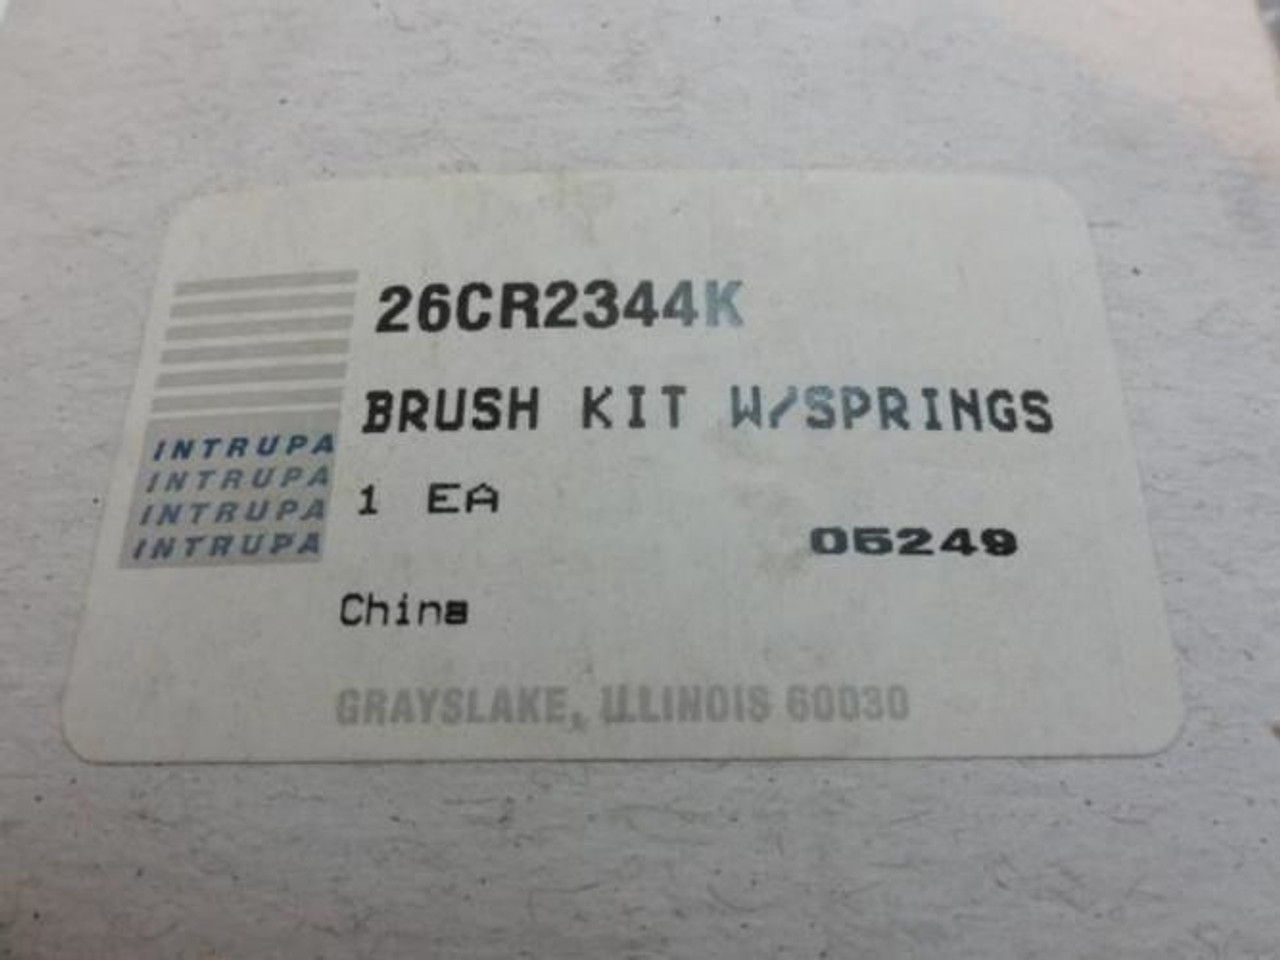 26CR2344K
BRUSH KIT W/SPRINGS
INTRUPA
INTRUPA
INTRUPA
INTRUPA
1 EA
05249
China
GRAYSLAKE, ILLINOIS 60030